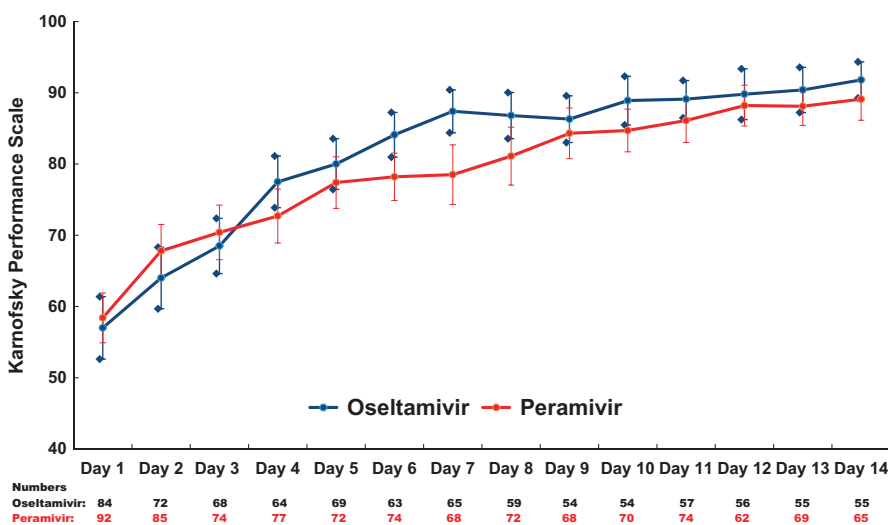 100
90
80
70
60
50
40
Karnofsky Performance Scale
Oseltamivir Peramivir
Day 1 Day 2 Day 3 Day 4 Day 5 Day 6 Day 7 Day 8 Day 9 Day 10 Day 11 Day 12 Day 13 Day 14
Numbers
Oseltamivir: 84 72 68 64 69 63 65 59 54 54 57 56 55 55
Peramivir: 92 85 74 77 72 74 68 72 68 70 74 62 69 65